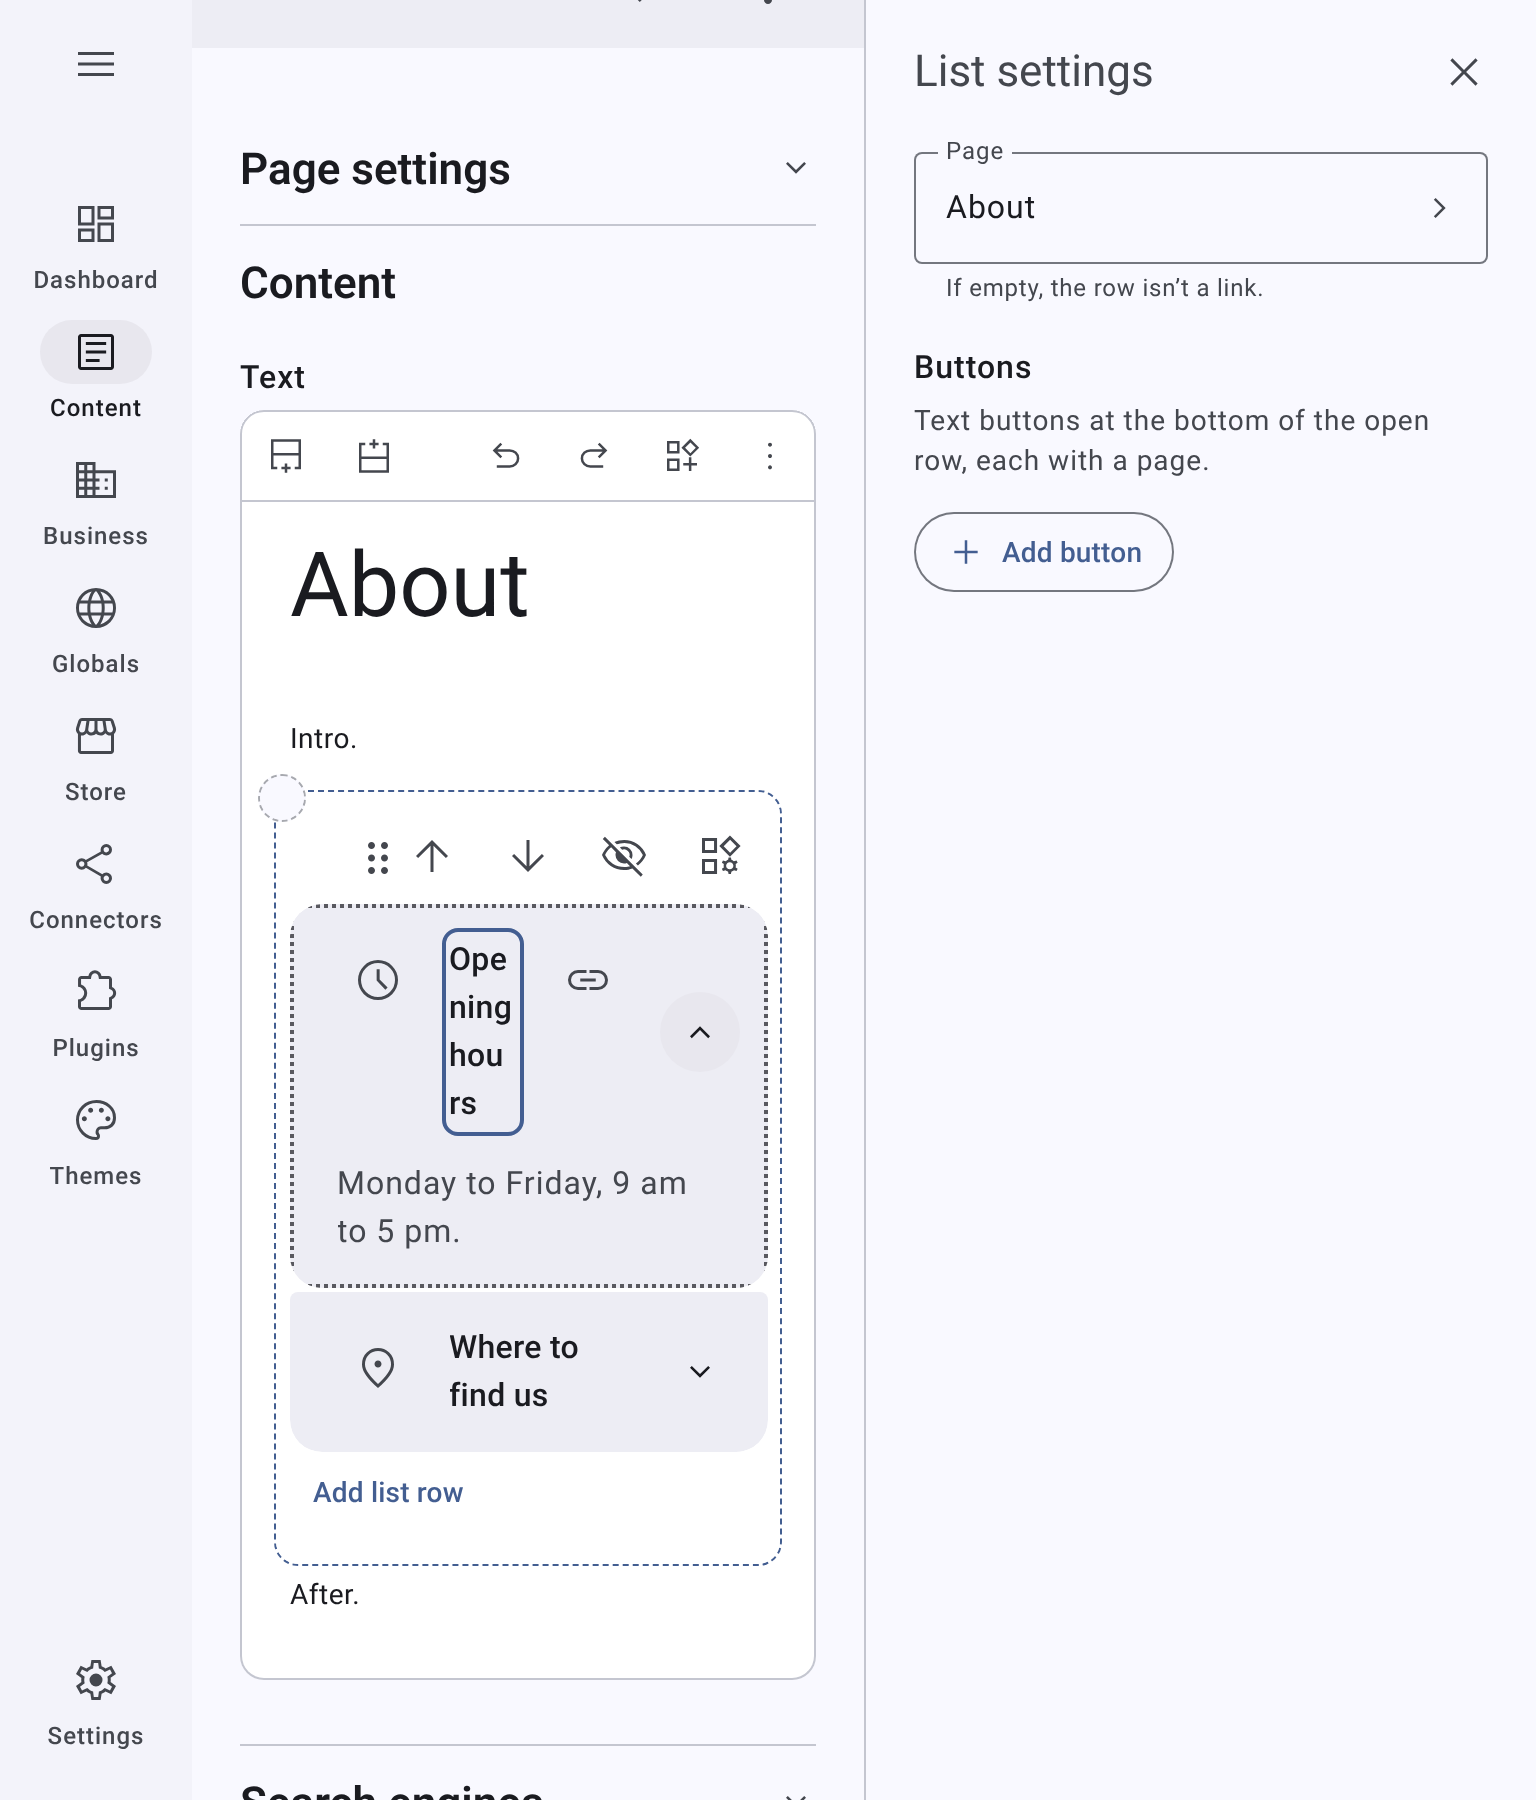 Dashboard
Content
Business
Globals
Store
Connectors
Plugins
Themes
Settings
Page settings
Content
Text
About
Intro.
Ope
ning
hou
rs
Monday to Friday, 9 am
to 5 pm.
Where to
find us
Add list row
After.
Search engines
List settings
Page
About
If empty, the row isn’t a link.
Buttons
Text buttons at the bottom of the open
row, each with a page.
Add button